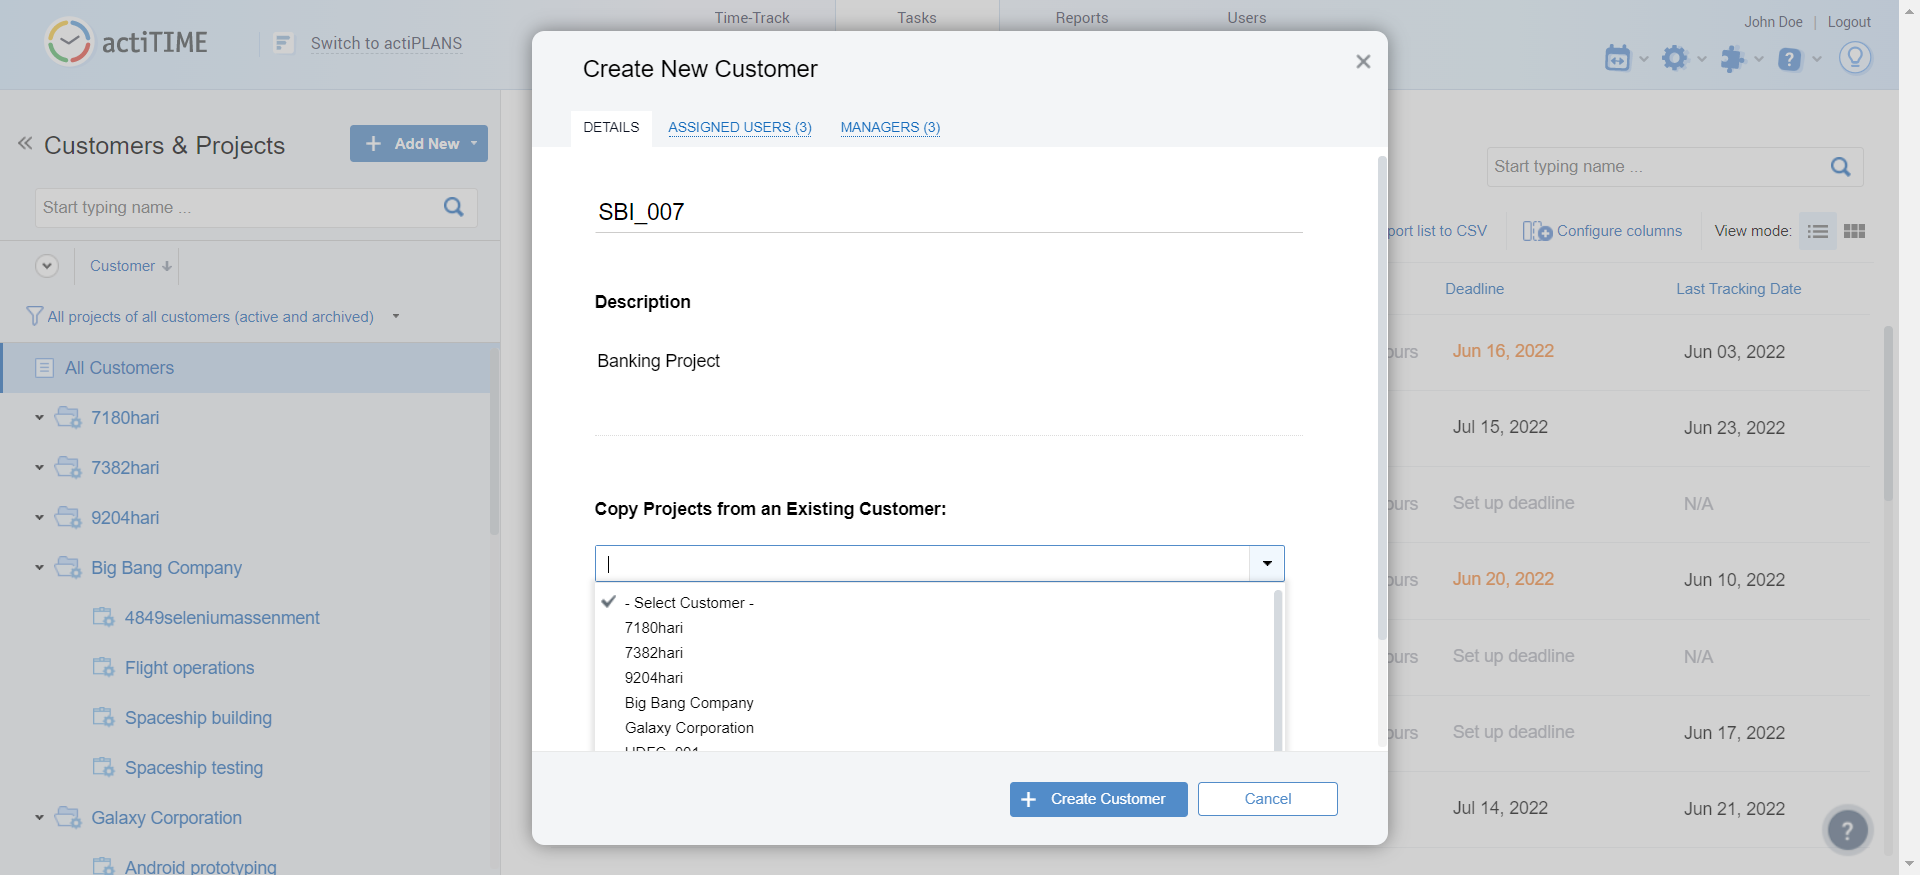 Time-Track
Tasks
Reports
Users
John Doe
Logout
actiTIME
Switch to actiPLANS
Customers & Projects
Add New
Start typing name ...
Customer
All projects of all customers (active and archived)
All Customers
7180hari
7382hari
9204hari
Big Bang Company
4849seleniumassenment
Flight operations
Spaceship building
Spaceship testing
Galaxy Corporation
Android prototyping
Create New Customer
DETAILS
ASSIGNED USERS (3)
MANAGERS (3)
SBI_007
Description
Banking Project
Copy Projects from an Existing Customer:
- Select Customer -
7180hari
7382hari
9204hari
Big Bang Company
Galaxy Corporation
Create Customer
Cancel
Start typing name ...
port list to CSV
Configure columns
View mode:
Deadline
Last Tracking Date
ours
Jun 16, 2022
Jun 03, 2022
Jul 15, 2022
Jun 23, 2022
ours
Set up deadline
N/A
ours
Jun 20, 2022
Jun 10, 2022
ours
Set up deadline
N/A
ours
Set up deadline
Jun 17, 2022
Jul 14, 2022
Jun 21, 2022
?